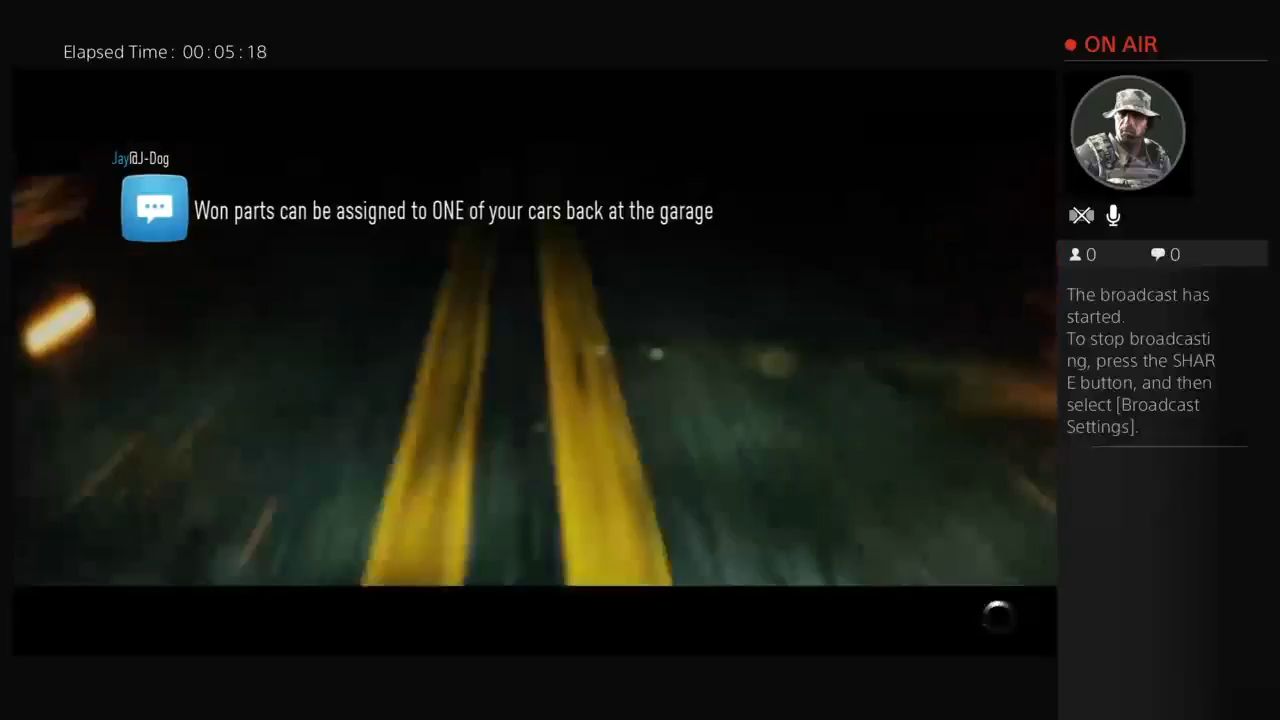 Elapsed Time: 00:05:18
ON AIR
Jay@J-Dog
Won parts can be assigned to ONE of your cars back at the garage
0 0
The broadcast has
started.
To stop broadcasti
ng, press the SHAR
E button, and then
select [Broadcast
Settings].